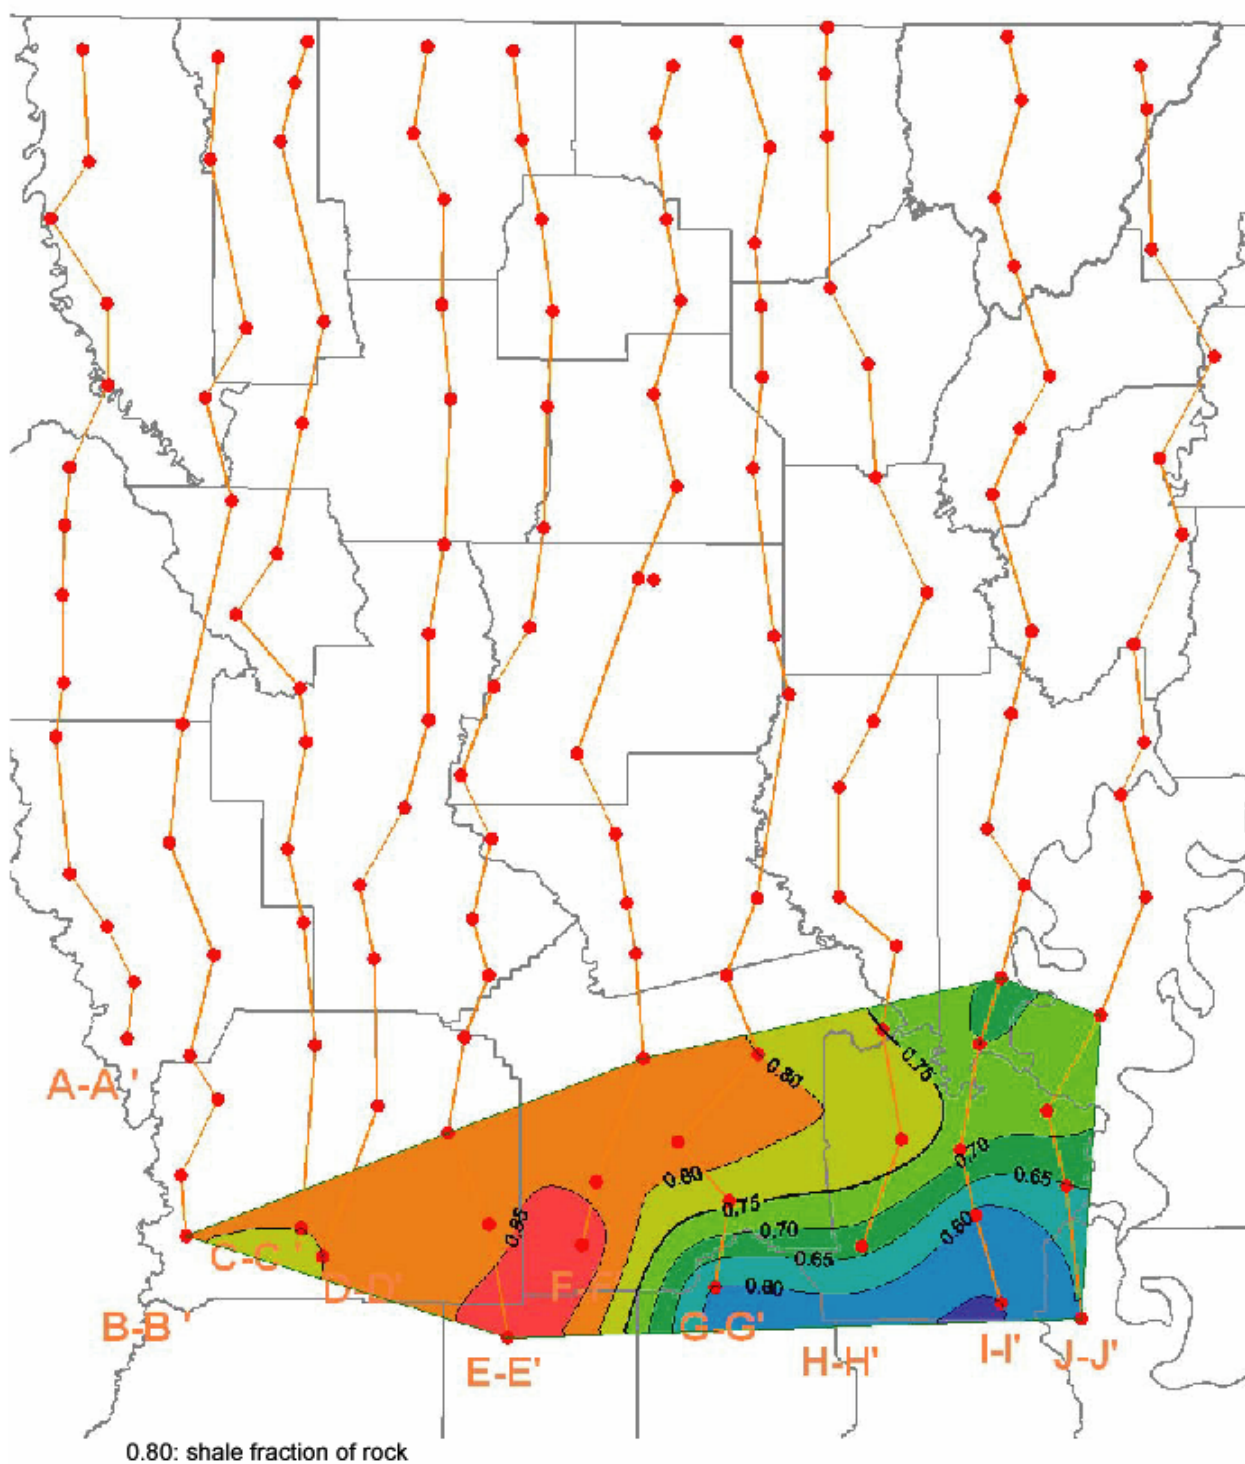 0.75
0.80
A-A'
0.70
0.80
0.65
0.75
0.85
0.60
0.70
C-C'
0.65
D-D'
F-F'
0.60
B-B'
G-G'
I-I'
J-J'
H-H'
E-E'
0.80: shale fraction of rock